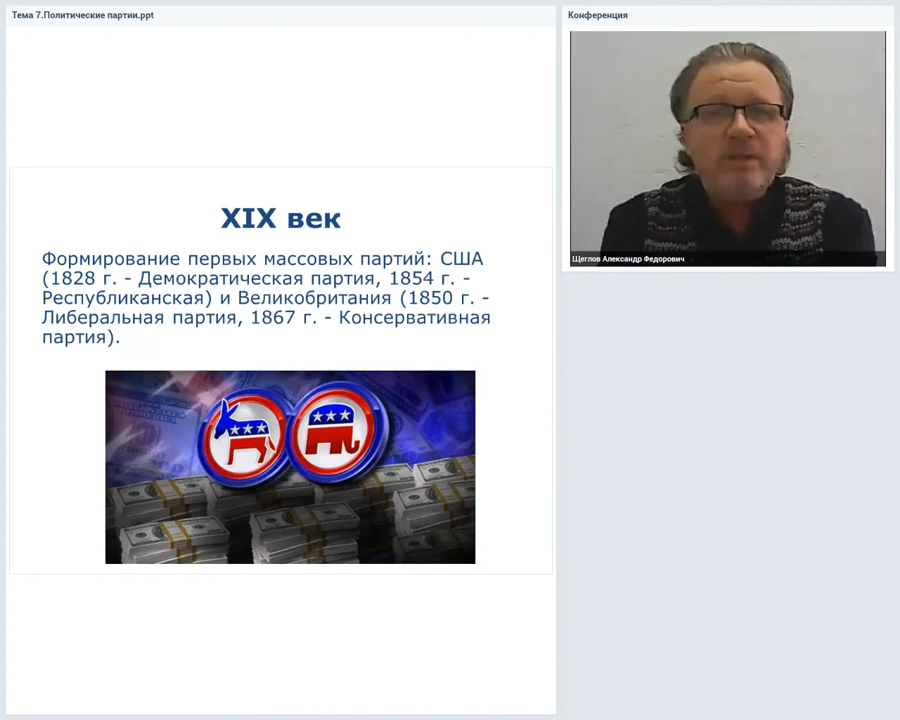 Тема 7.Политические партии.ppt
Конференция
XIX век
Формирование первых массовых партий: США
(1828 г. - Демократическая партия, 1854 г. -
Республиканская) и Великобритания (1850 г. -
Либеральная партия, 1867 г. - Консервативная
партия).
Щеглов Александр Федорович